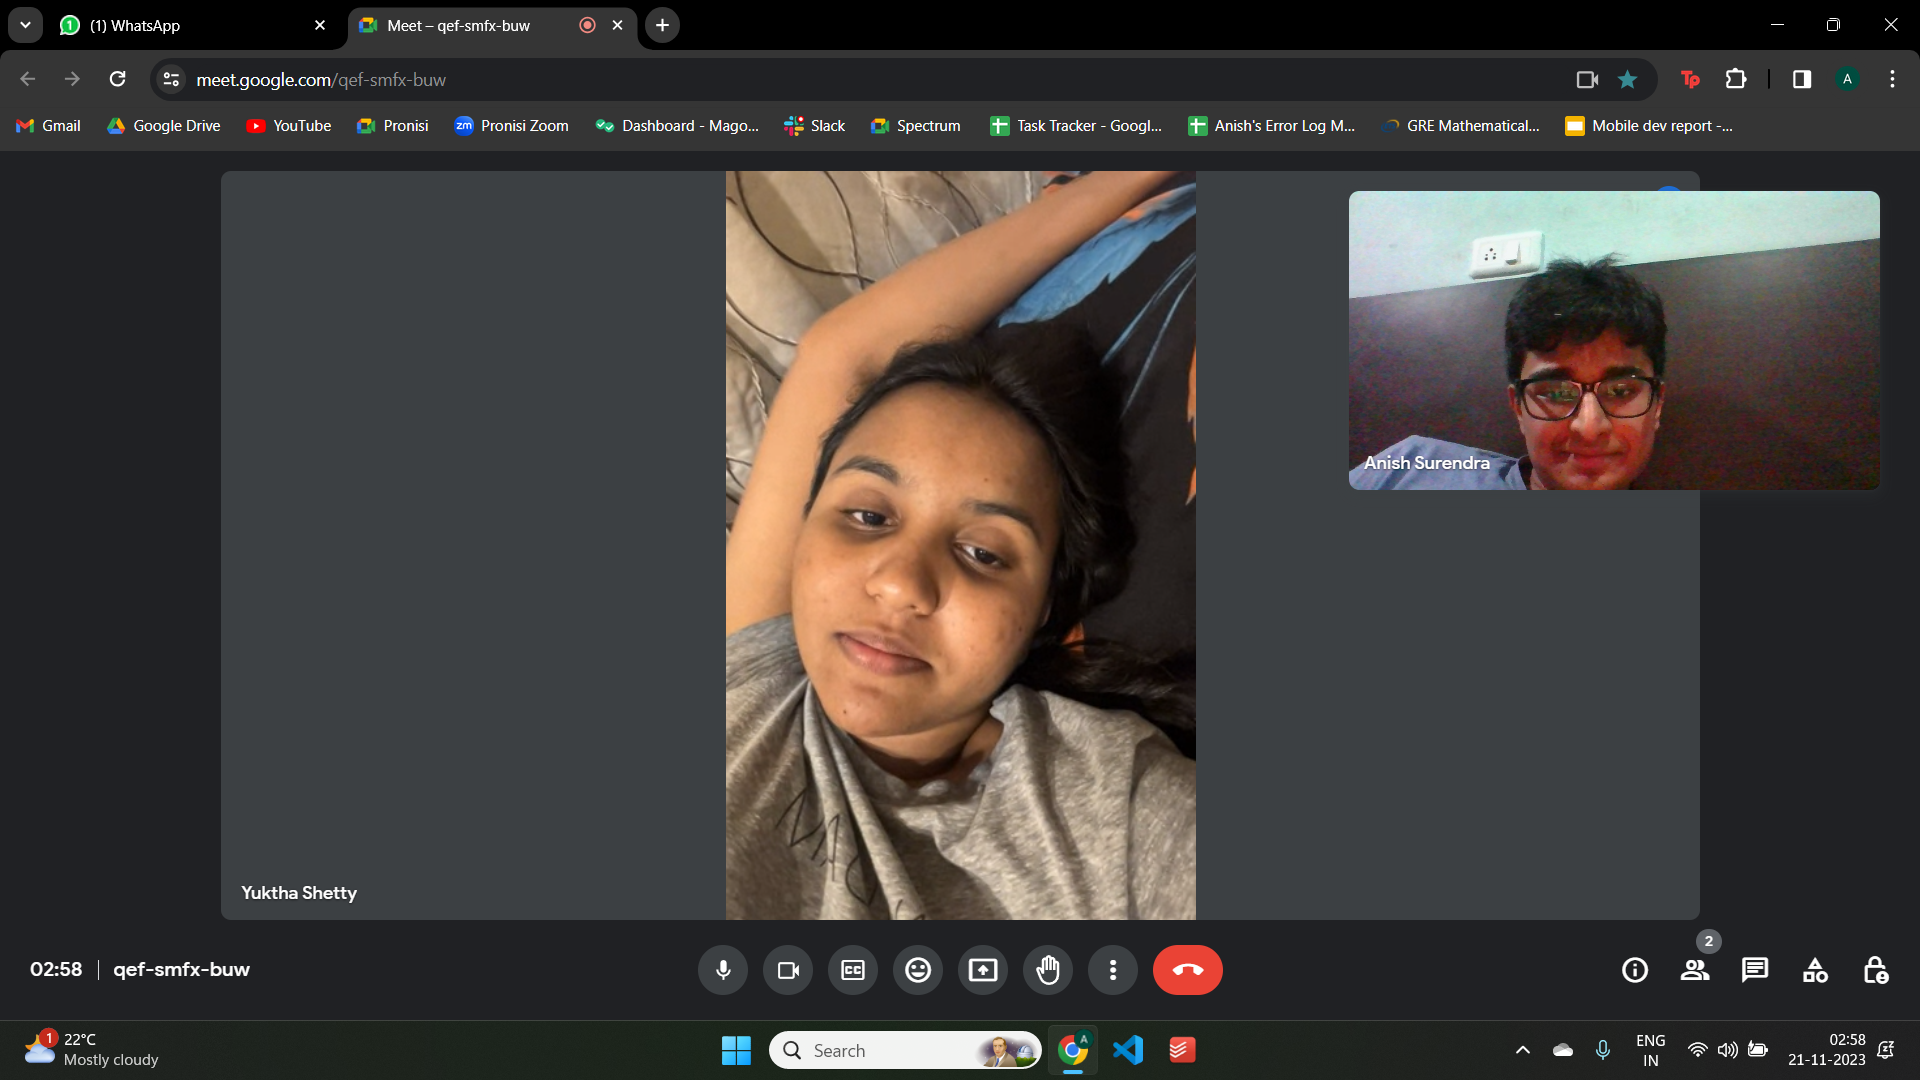 (1) WhatsApp
Meet – qef-smfx-buw
meet.google.com/qef-smfx-buw
A
Gmail
Google Drive
YouTube
Pronisi
zm Pronisi Zoom
Dashboard - Mago...
Slack
Spectrum
Task Tracker - Googl...
Anish's Error Log M...
GRE Mathematical...
Mobile dev report -...
Anish Surendra
Yuktha Shetty
02:58 | qef-smfx-buw
CC
2
1
22°C
Mostly cloudy
Search
A
ENG
IN
02:58
21-11-2023